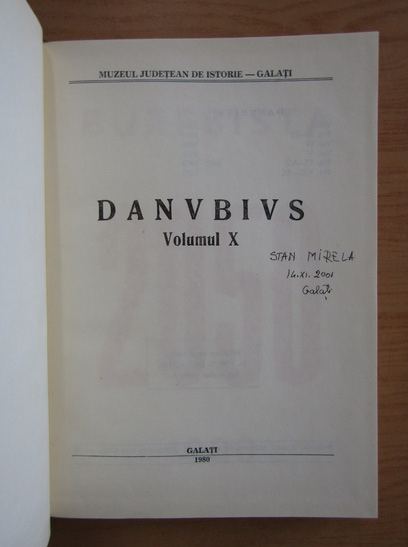 MUZEUL JUDEȚEAN DE ISTORIE — GALAȚI
DANVBIVS
Volumul X
STAN MIRELA
14.XI.2001
Galați
GALAȚI
1980